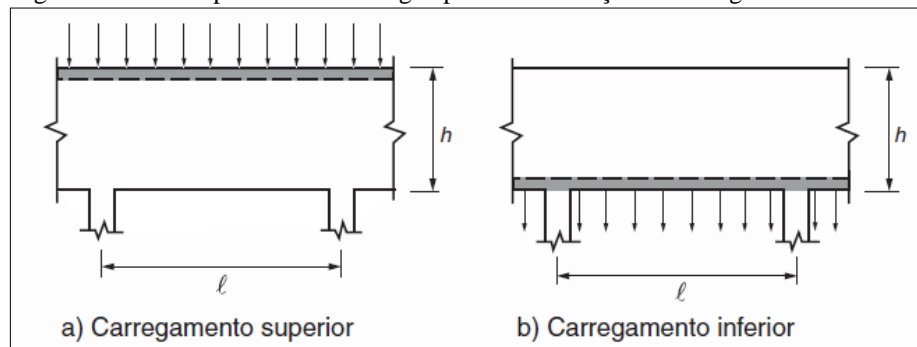 h
h
ℓ
ℓ
a) Carregamento superior
b) Carregamento inferior